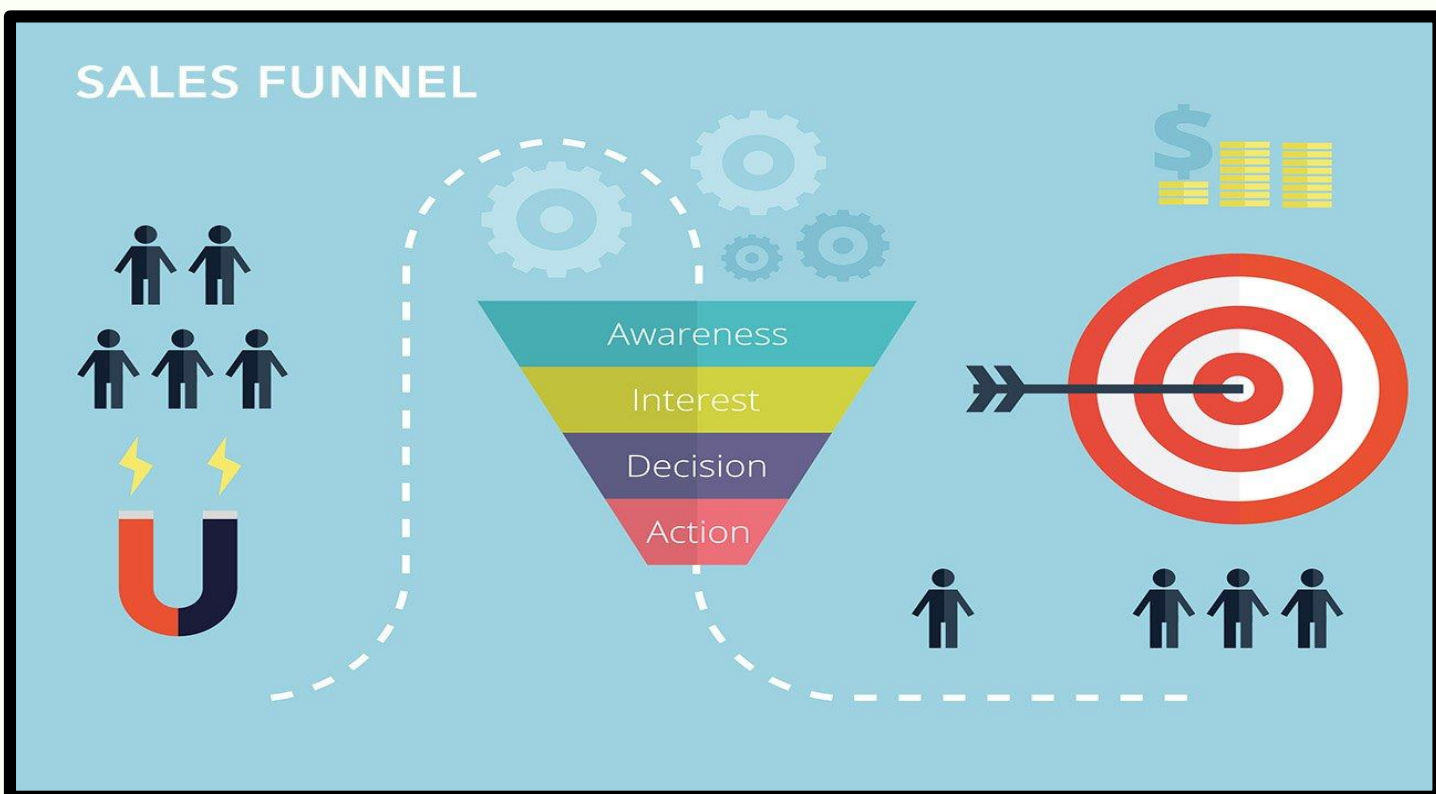 SALES FUNNEL
$
Awareness
Interest
Decision
Action